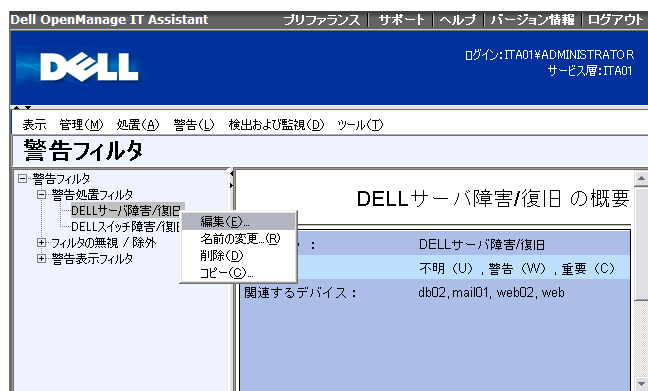 Dell OpenManage IT Assistant
プリファランス | サポート | ヘルプ | バージョン情報 | ログアウト
DELL
ログイン:ITA01¥ADMINISTRATOR
サービス層:ITA01
表示 管理(M) 処置(A) 警告(L) 検出および監視(D) ツール(T)
警告フィルタ
警告フィルタ
警告処置フィルタ
DELLサーバ障害/復旧
DELLスイッチ障害/復旧
フィルタの無視 / 除外
警告表示フィルタ
編集(E)...
名前の変更...(R)
削除(D)
コピー(C)...
DELLサーバ障害/復旧 の概要
: DELLサーバ障害/復旧
不明 (U) , 警告 (W) , 重要 (C)
関連するデバイス : db02, mail01, web02, web